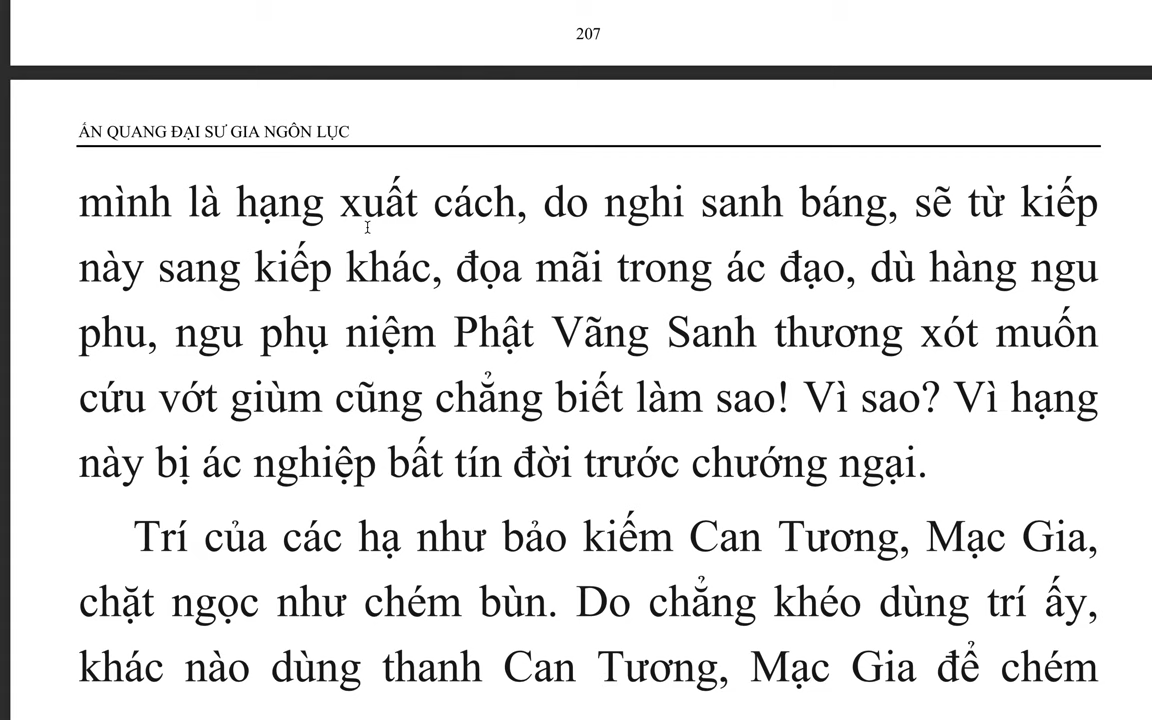 207
ẤN QUANG ĐẠI SƯ GIA NGÔN LỤC
mình là hạng xuất cách, do nghi sanh báng, sẽ từ kiếp
này sang kiếp khác, đọa mãi trong ác đạo, dù hàng ngu
phu, ngu phụ niệm Phật Vãng Sanh thương xót muốn
cứu vớt giùm cũng chẳng biết làm sao! Vì sao? Vì hạng
này bị ác nghiệp bất tín đời trước chướng ngại.
Trí của các hạ như bảo kiếm Can Tương, Mạc Gia,
chặt ngọc như chém bùn. Do chẳng khéo dùng trí ấy,
khác nào dùng thanh Can Tương, Mạc Gia để chém